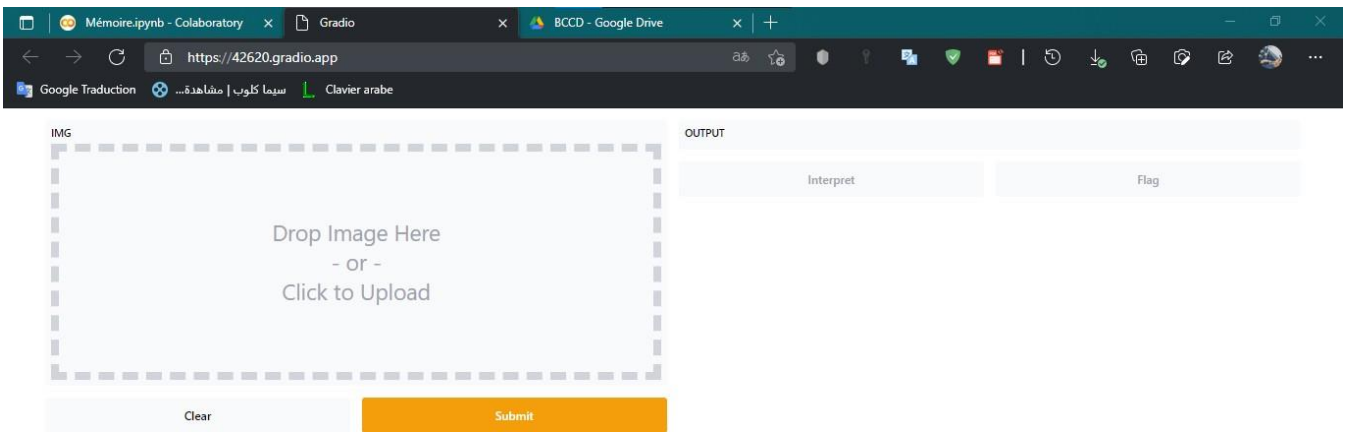 Mémoire.ipynb - Colaboratory
Gradio
BCCD - Google Drive
https://42620.gradio.app
Google Traduction
سيما كلوب | مشاهدة...
Clavier arabe
IMG
OUTPUT
Interpret
Flag
Drop Image Here
- or -
Click to Upload
Clear
Submit